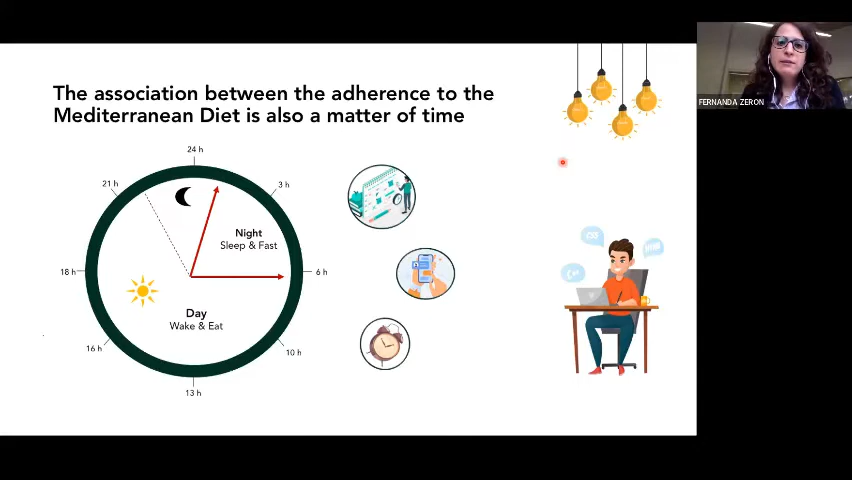 The association between the adherence to the
Mediterranean Diet is also a matter of time
FERNANDA ZERON
24 h
21 h
3 h
Night
Sleep & Fast
18 h
6 h
Day
Wake & Eat
16 h
10 h
13 h
CSS